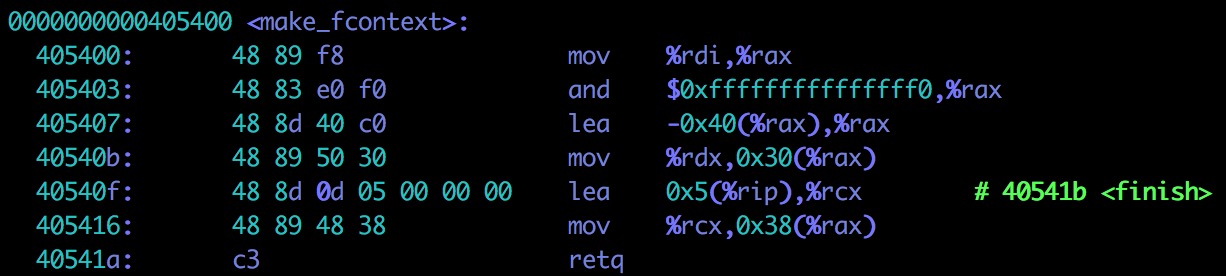 0000000000405400 <make_fcontext>:
405400: 48 89 f8 mov %rdi,%rax
405403: 48 83 e0 f0 and $0xfffffffffffffff0,%rax
405407: 48 8d 40 c0 lea -0x40(%rax),%rax
40540b: 48 89 50 30 mov %rdx,0x30(%rax)
40540f: 48 8d 0d 05 00 00 00 lea 0x5(%rip),%rcx # 40541b <finish>
405416: 48 89 48 38 mov %rcx,0x38(%rax)
40541a: c3 retq